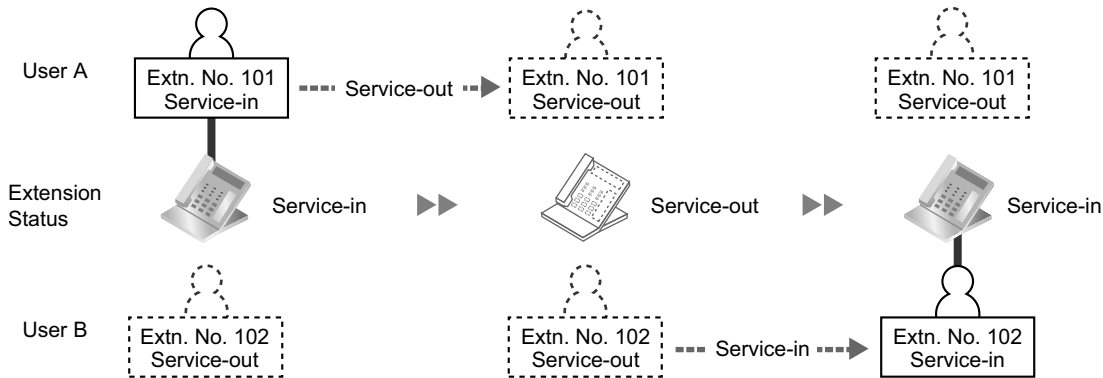 User A
Extn. No. 101
Service-in
Service-out
Extn. No. 101
Service-out
Extn. No. 101
Service-out
Extension
Status
Service-in
Service-out
Service-in
User B
Extn. No. 102
Service-out
Extn. No. 102
Service-out
Service-in
Extn. No. 102
Service-in